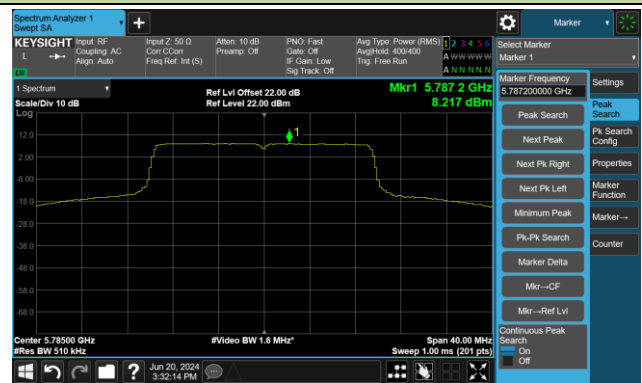 Spectrum Analyzer 1
Swept SA
Marker
KEYSIGHT
L
LV
Input: RF
Coupling: AC
Align: Auto
Input Z: 50 Ω
Corr CCorr
Freq Ref: Int (S)
Atten: 10 dB
Preamp: Off
PNO: Fast
Gate: Off
IF Gain: Low
Sig Track: Off
Avg Type: Power (RMS)
Avg|Hold: 400/400
Trig: Free Run
1 2 3 4 5 6
A W W W W W
A N N N N N
Select Marker
Marker 1
1 Spectrum
Scale/Div 10 dB
Log
Ref Lvl Offset 22.00 dB
Ref Level 22.00 dBm
Mkr1 5.787 2 GHz
8.217 dBm
12.0
2.00
-8.00
-18.0
-28.0
-38.0
-48.0
-58.0
-68.0
1
Center 5.78500 GHz
#Res BW 510 kHz
#Video BW 1.6 MHz*
Span 40.00 MHz
Sweep 1.00 ms (201 pts)
Marker Frequency
5.787200000 GHz
Peak Search
Next Peak
Next Pk Right
Next Pk Left
Minimum Peak
Pk-Pk Search
Marker Delta
Mkr→CF
Mkr→Ref Lvl
Continuous Peak
Search
On
Off
Settings
Peak
Search
Pk Search
Config
Properties
Marker
Function
Marker→
Counter
Jun 20, 2024
3:32:14 PM